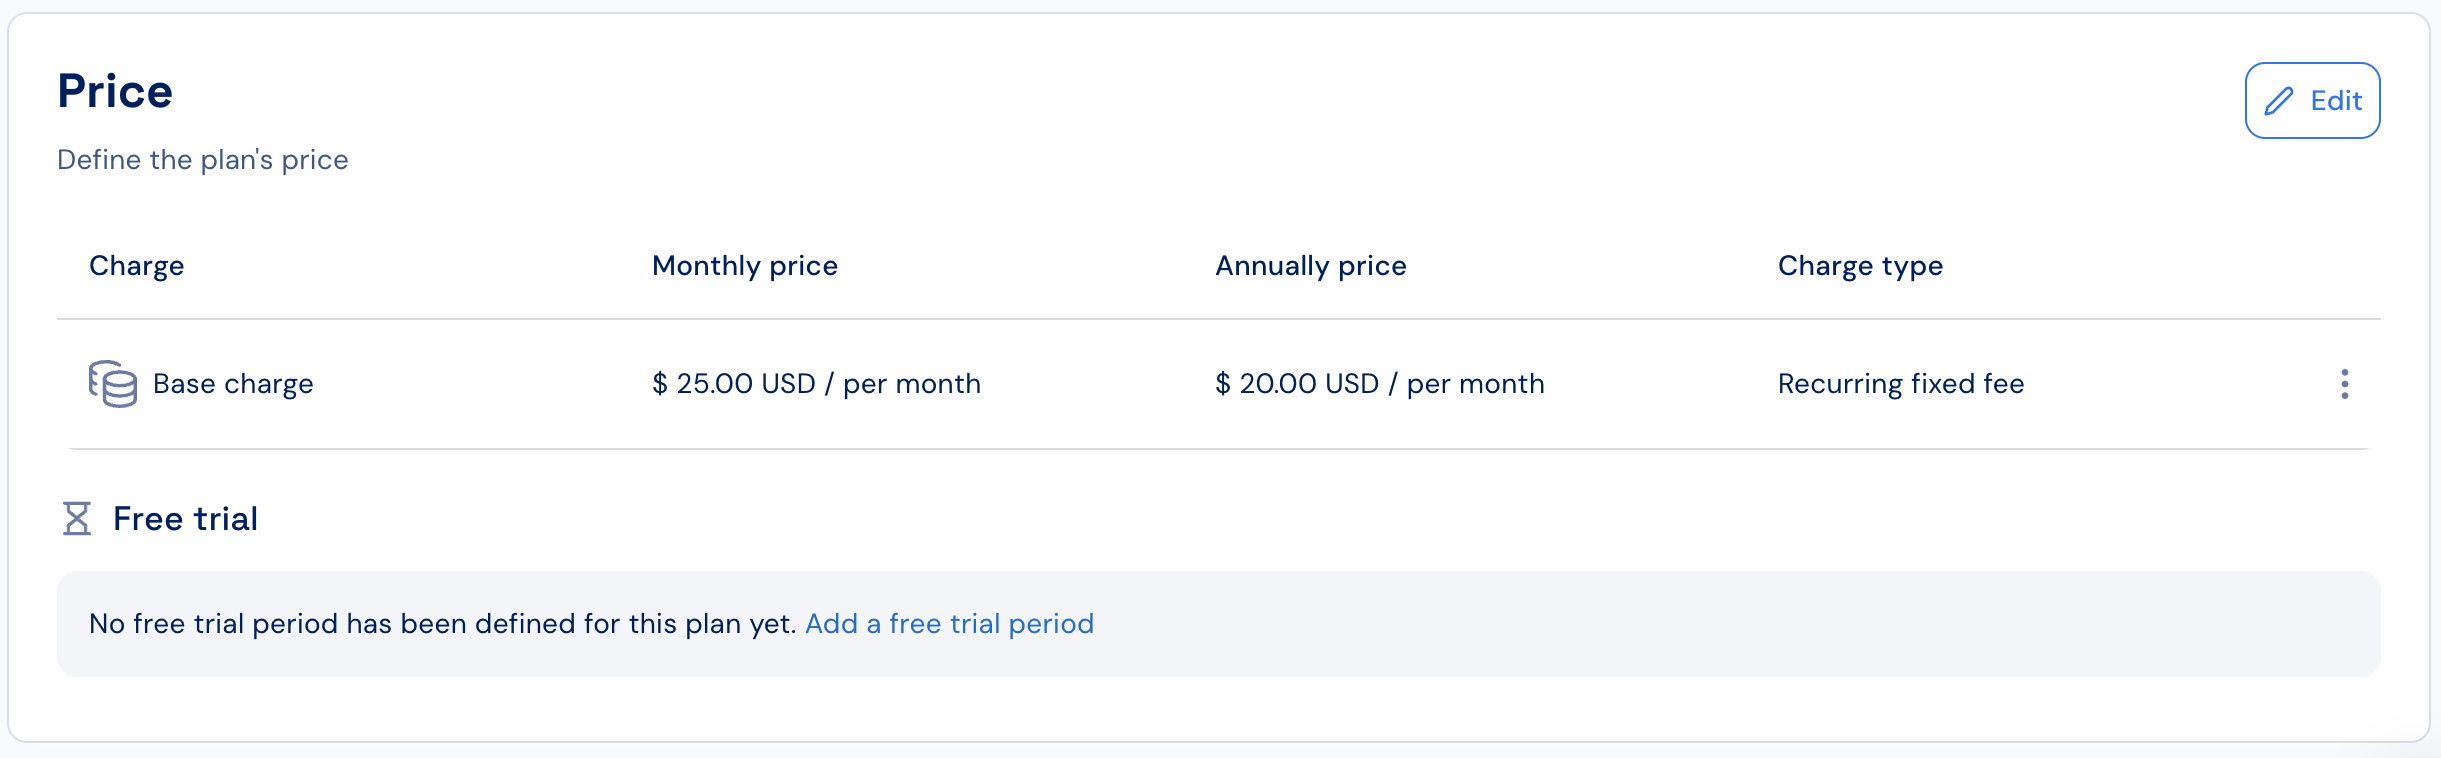 Price
Edit
Define the plan's price
Charge Monthly price Annually price Charge type
Base charge $ 25.00 USD / per month $ 20.00 USD / per month Recurring fixed fee
Free trial
No free trial period has been defined for this plan yet. Add a free trial period